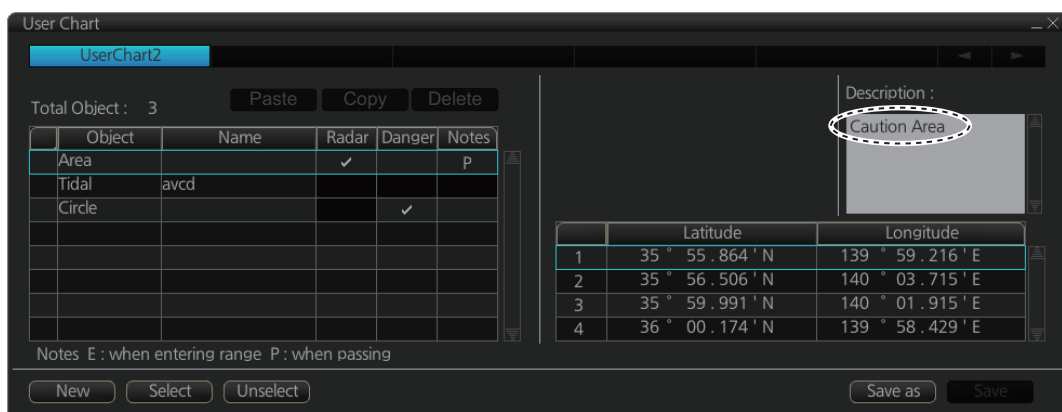 User Chart
UserChart2
Total Object : 3
Paste Copy Delete
Object Name Radar Danger Notes
Area ✓ P
Tidal avcd
Circle ✓
Notes E : when entering range P : when passing
Description :
Caution Area
Latitude Longitude
1 35 ° 55 . 864 ' N 139 ° 59 . 216 ' E
2 35 ° 56 . 506 ' N 140 ° 03 . 715 ' E
3 35 ° 59 . 991 ' N 140 ° 01 . 915 ' E
4 36 ° 00 . 174 ' N 139 ° 58 . 429 ' E
New Select Unselect
Save as Save